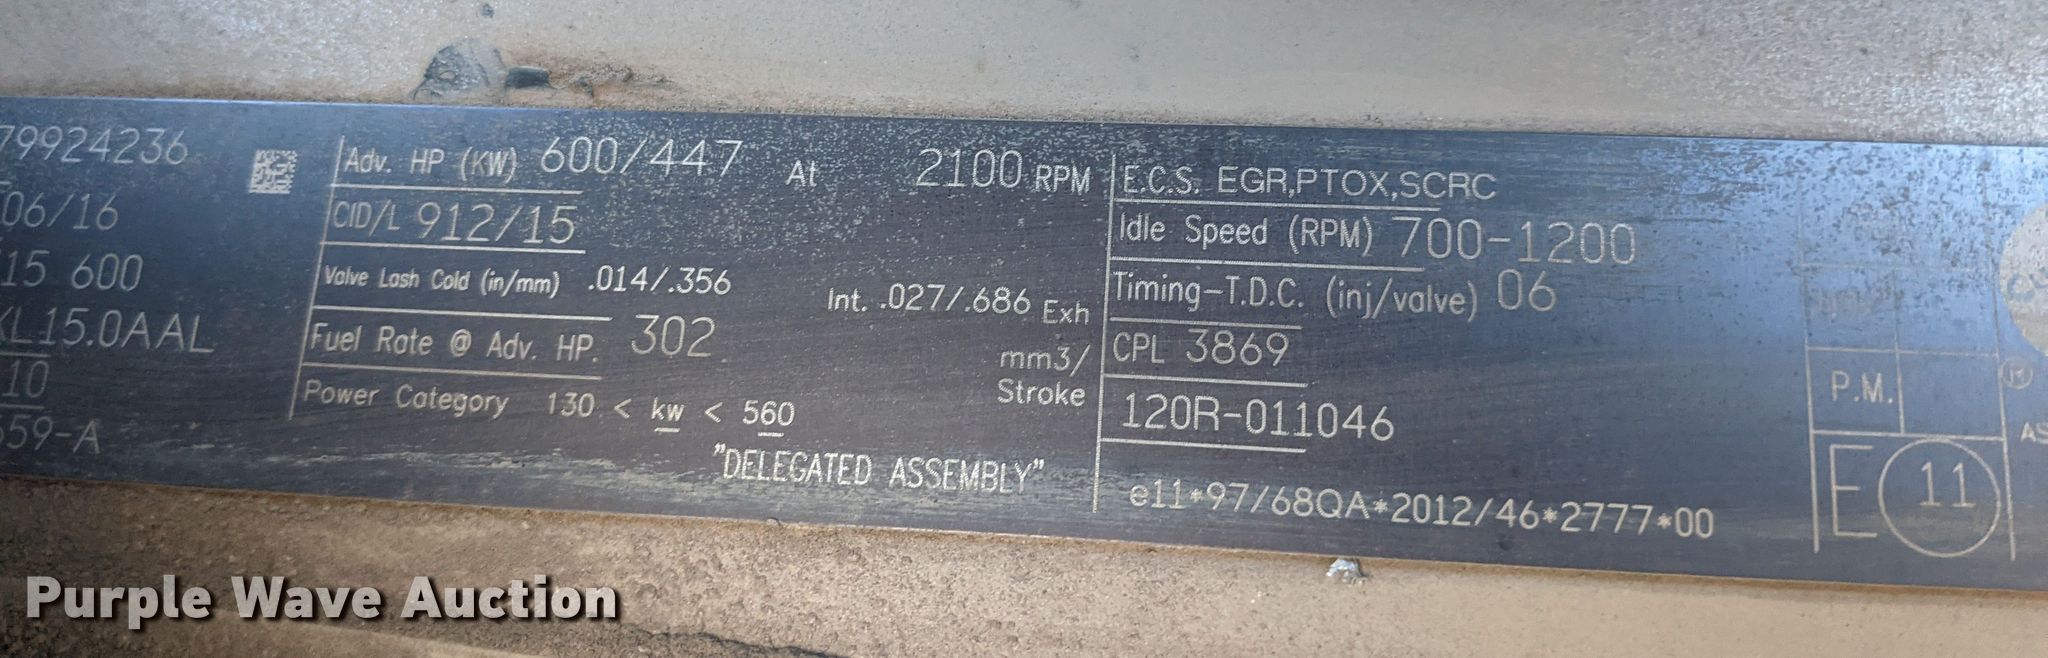 79924236
06/16
15 600
XL15.0AAL
10
659-A
Adv. HP (KW) 600/447 At 2100 RPM
CID/L 912/15
Valve Lash Cold (in/mm) .014/.356 Int. .027/.686 Exh
Fuel Rate @ Adv. HP. 302 mm3/
Stroke
Power Category 130 < kw < 560
"DELEGATED ASSEMBLY"
E.C.S. EGR,PTOX,SCRC
Idle Speed (RPM) 700-1200
Timing-T.D.C. (inj/valve) 06
CPL 3869
120R-011046
e11*97/68QA*2012/46*2777*00
P.M.
E 11
AS
Purple Wave Auction